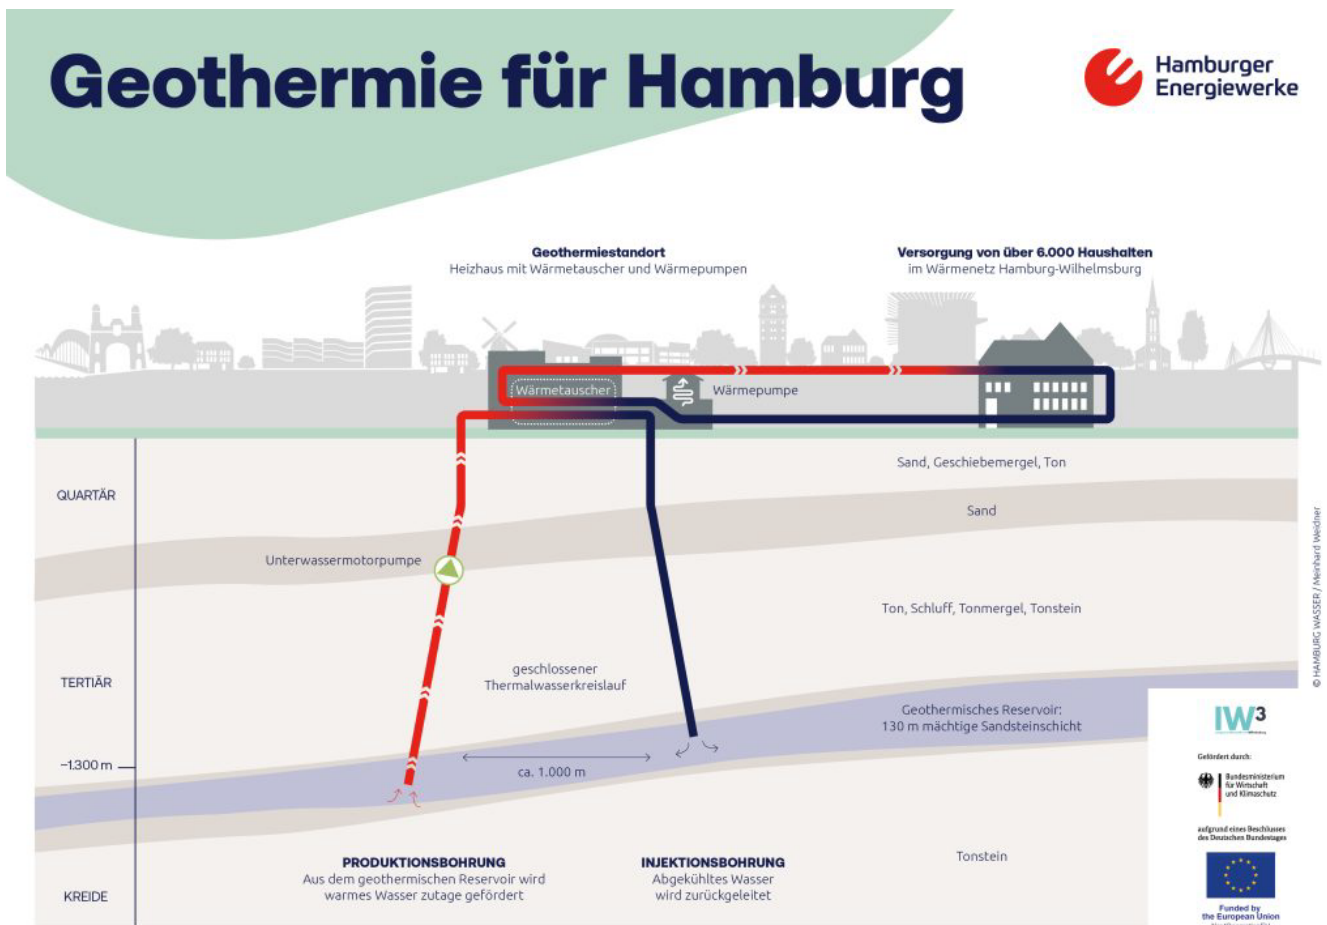 Geothermie für Hamburg
Hamburger
Energiewerke
Geothermiestandort
Heizhaus mit Wärmetauscher und Wärmepumpen
Versorgung von über 6.000 Haushalten
im Wärmenetz Hamburg-Wilhelmsburg
Wärmetauscher
Wärmepumpe
Sand, Geschiebemergel, Ton
QUARTÄR
Sand
Unterwassermotorpumpe
Ton, Schluff, Tonmergel, Tonstein
geschlossener
Thermalwasserkreislauf
TERTIÄR
Geothermisches Reservoir:
130 m mächtige Sandsteinschicht
−1.300 m
ca. 1.000 m
PRODUKTIONSBOHRUNG
Aus dem geothermischen Reservoir wird
warmes Wasser zutage gefördert
INJEKTIONSBOHRUNG
Abgekühltes Wasser
wird zurückgeleitet
Tonstein
KREIDE
© HAMBURG WASSER / Meinhard Weidner
IW³
Gefördert durch:
Bundesministerium
für Wirtschaft
und Klimaschutz
aufgrund eines Beschlusses
des Deutschen Bundestages
Funded by
the European Union